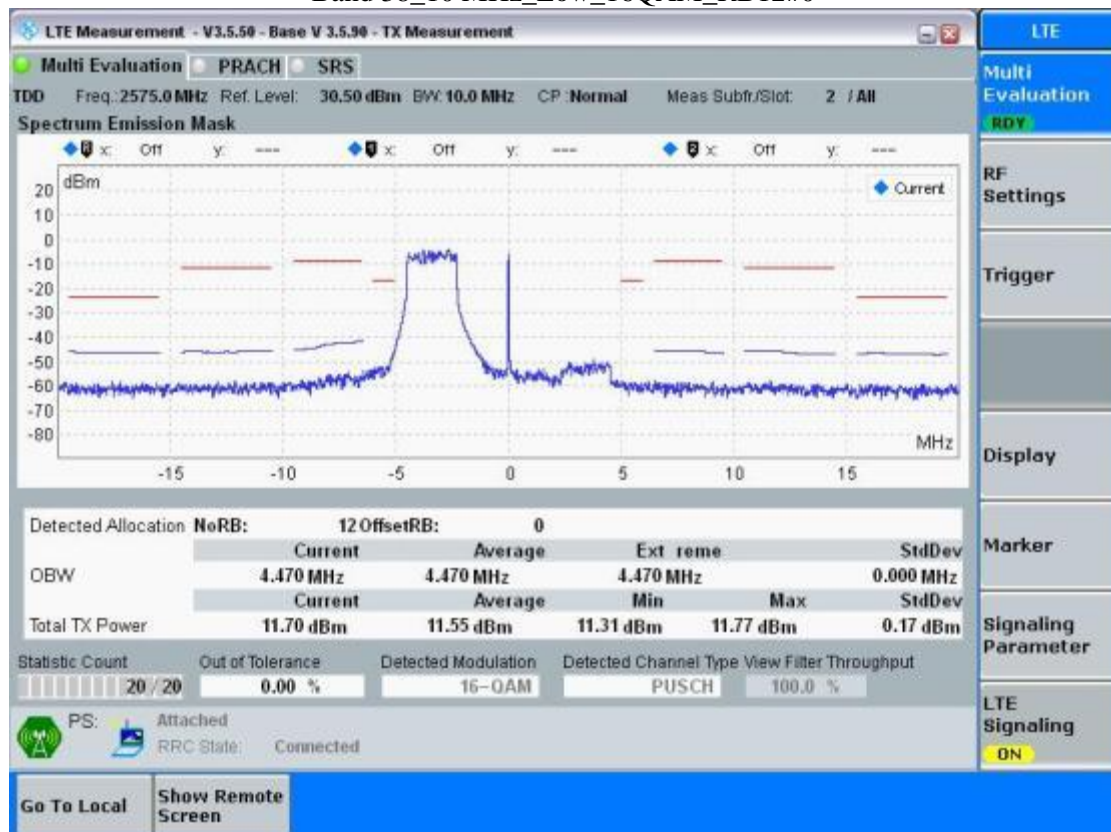 LTE Measurement - V3.5.50 - Base V 3.5.90 - TX Measurement
LTE
Multi Evaluation PRACH SRS
Multi Evaluation
RDY
TDD Freq.:2575.0 MHz Ref. Level: 30.50 dBm BW: 10.0 MHz CP :Normal Meas Subfr./Slot: 2 / All
Spectrum Emission Mask
x: Off y: --- x: Off y: --- x: Off y: ---
dBm
Current
20
10
0
-10
-20
-30
-40
-50
-60
-70
-80
MHz
-15 -10 -5 0 5 10 15
RF
Settings
Trigger
Display
Marker
Signaling
Parameter
LTE
Signaling
ON
Detected Allocation NoRB: 12 OffsetRB: 0
Current Average Ext reme StdDev
OBW 4.470 MHz 4.470 MHz 4.470 MHz 0.000 MHz
Current Average Min Max StdDev
Total TX Power 11.70 dBm 11.55 dBm 11.31 dBm 11.77 dBm 0.17 dBm
Statistic Count Out of Tolerance Detected Modulation Detected Channel Type View Filter Throughput
20 / 20 0.00 % 16-QAM PUSCH 100.0 %
PS: Attached
RRC State: Connected
Go To Local
Show Remote
Screen